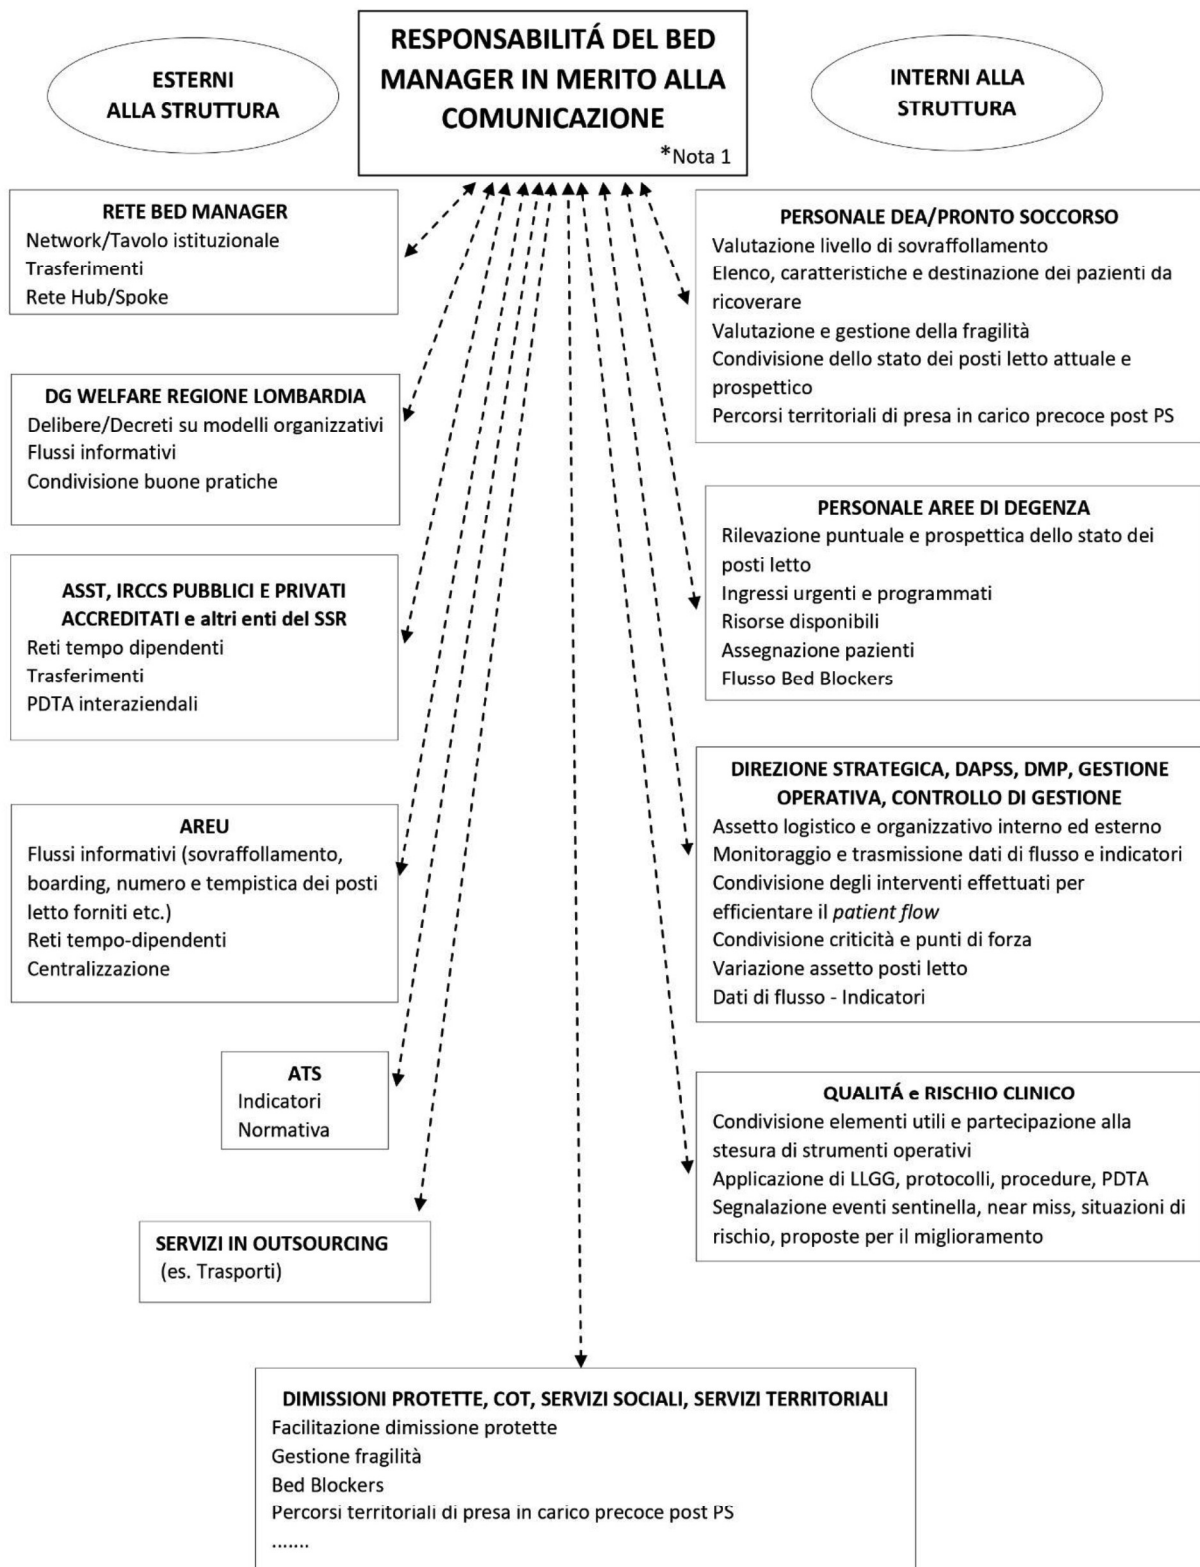 RESPONSABILITÁ DEL BED
MANAGER IN MERITO ALLA
COMUNICAZIONE
*Nota 1
ESTERNI
ALLA STRUTTURA
INTERNI ALLA
STRUTTURA
RETE BED MANAGER
Network/Tavolo istituzionale
Trasferimenti
Rete Hub/Spoke
DG WELFARE REGIONE LOMBARDIA
Delibere/Decreti su modelli organizzativi
Flussi informativi
Condivisione buone pratiche
ASST, IRCCS PUBBLICI E PRIVATI
ACCREDITATI e altri enti del SSR
Reti tempo dipendenti
Trasferimenti
PDTA interaziendali
AREU
Flussi informativi (sovraffollamento,
boarding, numero e tempistica dei posti
letto forniti etc.)
Reti tempo-dipendenti
Centralizzazione
ATS
Indicatori
Normativa
SERVIZI IN OUTSOURCING
(es. Trasporti)
PERSONALE DEA/PRONTO SOCCORSO
Valutazione livello di sovraffollamento
Elenco, caratteristiche e destinazione dei pazienti da
ricoverare
Valutazione e gestione della fragilità
Condivisione dello stato dei posti letto attuale e
prospettico
Percorsi territoriali di presa in carico precoce post PS
PERSONALE AREE DI DEGENZA
Rilevazione puntuale e prospettica dello stato dei
posti letto
Ingressi urgenti e programmati
Risorse disponibili
Assegnazione pazienti
Flusso Bed Blockers
DIREZIONE STRATEGICA, DAPSS, DMP, GESTIONE
OPERATIVA, CONTROLLO DI GESTIONE
Assetto logistico e organizzativo interno ed esterno
Monitoraggio e trasmissione dati di flusso e indicatori
Condivisione degli interventi effettuati per
efficientare il patient flow
Condivisione criticità e punti di forza
Variazione assetto posti letto
Dati di flusso - Indicatori
QUALITÁ e RISCHIO CLINICO
Condivisione elementi utili e partecipazione alla
stesura di strumenti operativi
Applicazione di LLGG, protocolli, procedure, PDTA
Segnalazione eventi sentinella, near miss, situazioni di
rischio, proposte per il miglioramento
DIMISSIONI PROTETTE, COT, SERVIZI SOCIALI, SERVIZI TERRITORIALI
Facilitazione dimissione protette
Gestione fragilità
Bed Blockers
Percorsi territoriali di presa in carico precoce post PS
.......